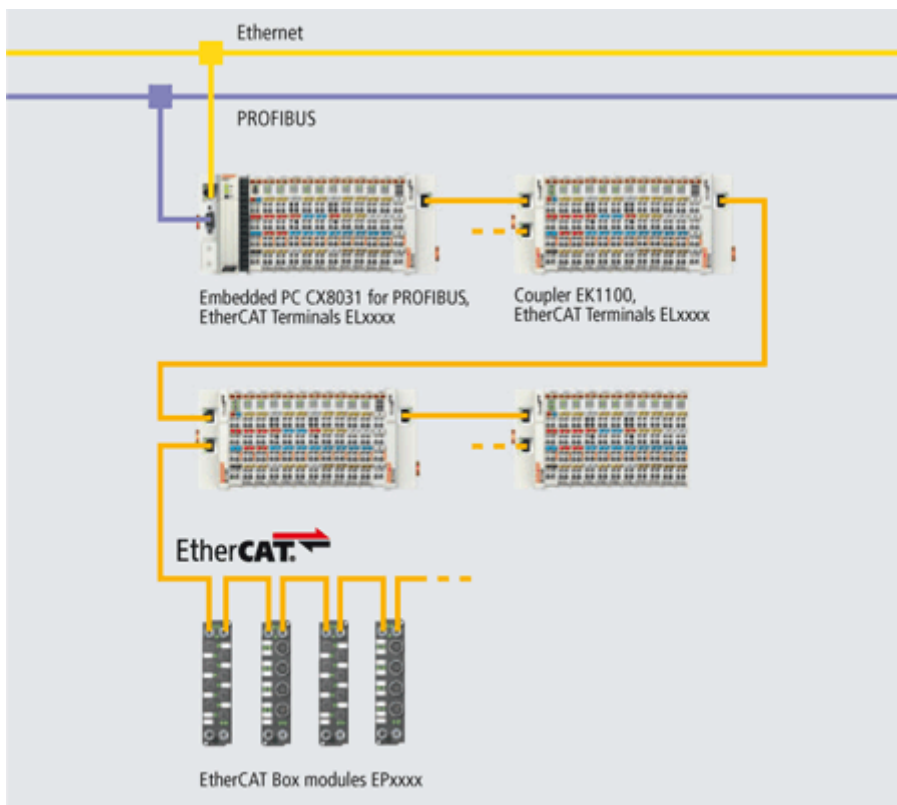 Ethernet
PROFIBUS
Embedded PC CX8031 for PROFIBUS,
EtherCAT Terminals ELxxxx
Coupler EK1100,
EtherCAT Terminals ELxxxx
EtherCAT®
EtherCAT Box modules EPxxxx